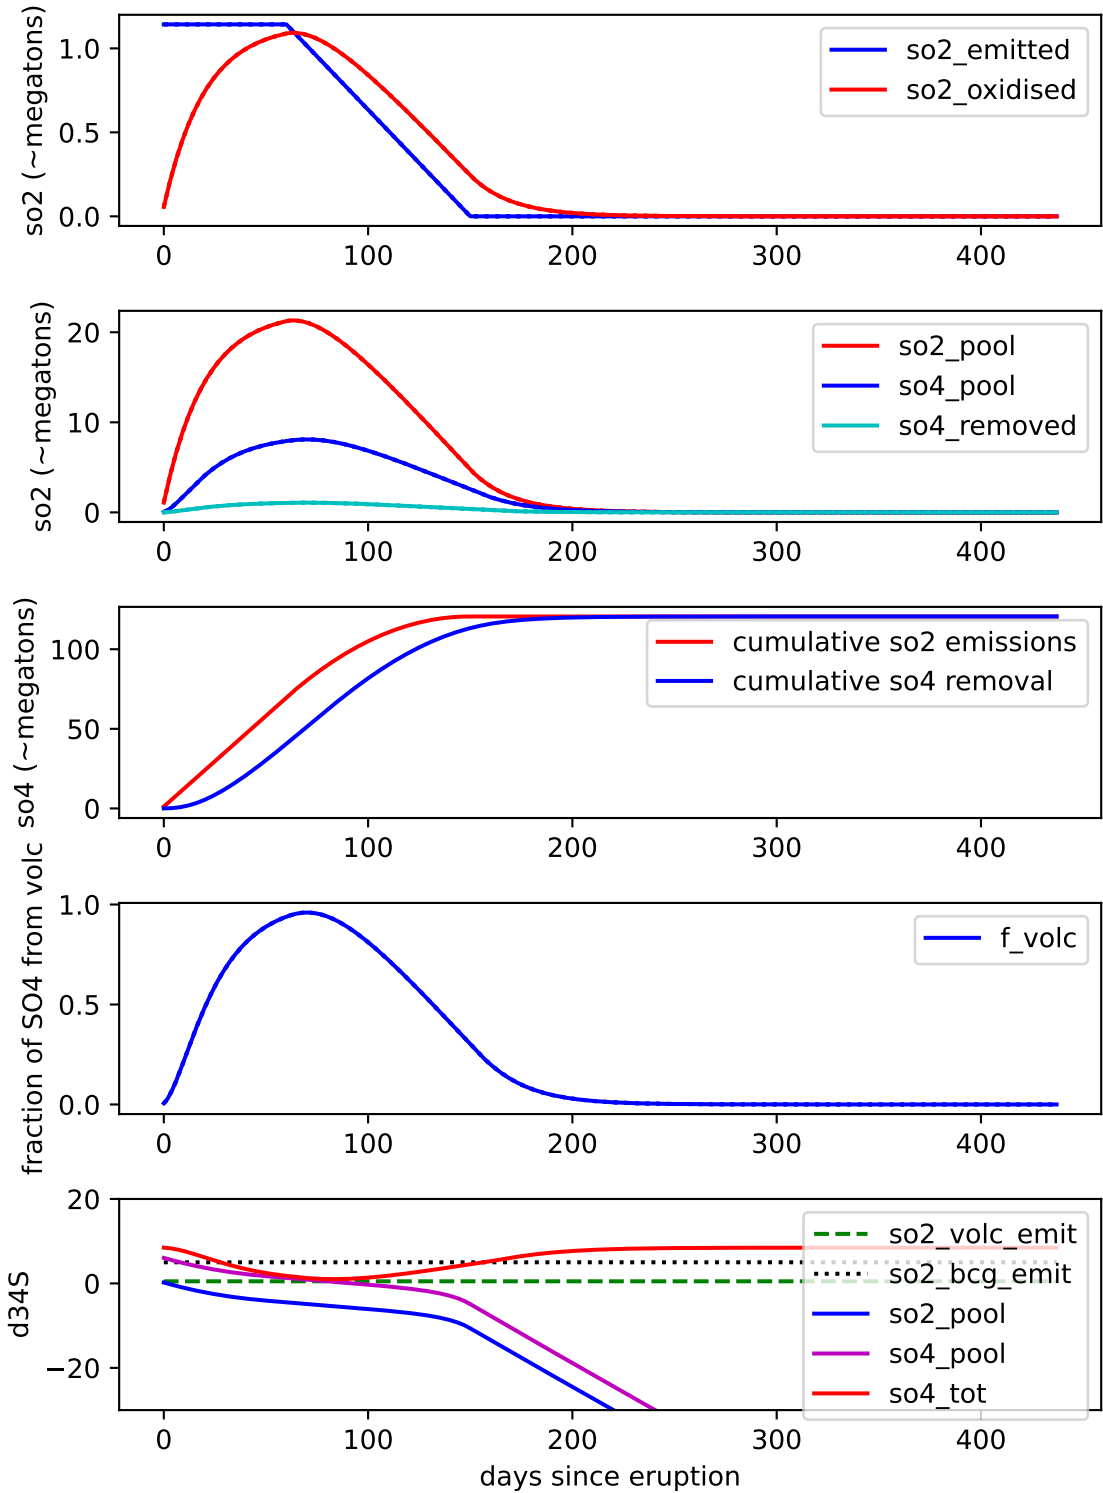 so2 (~megatons)
1.0
0.5
0.0
so2_emitted
so2_oxidised
0 100 200 300 400
so2 (~megatons)
20
10
0
so2_pool
so4_pool
so4_removed
0 100 200 300 400
so4 (~megatons)
100
50
0
cumulative so2 emissions
cumulative so4 removal
0 100 200 300 400
fraction of SO4 from volc
1.0
0.5
0.0
f_volc
0 100 200 300 400
d34S
20
0
−20
so2_volc_emit
so2_bcg_emit
so2_pool
so4_pool
so4_tot
0 100 200 300 400
days since eruption